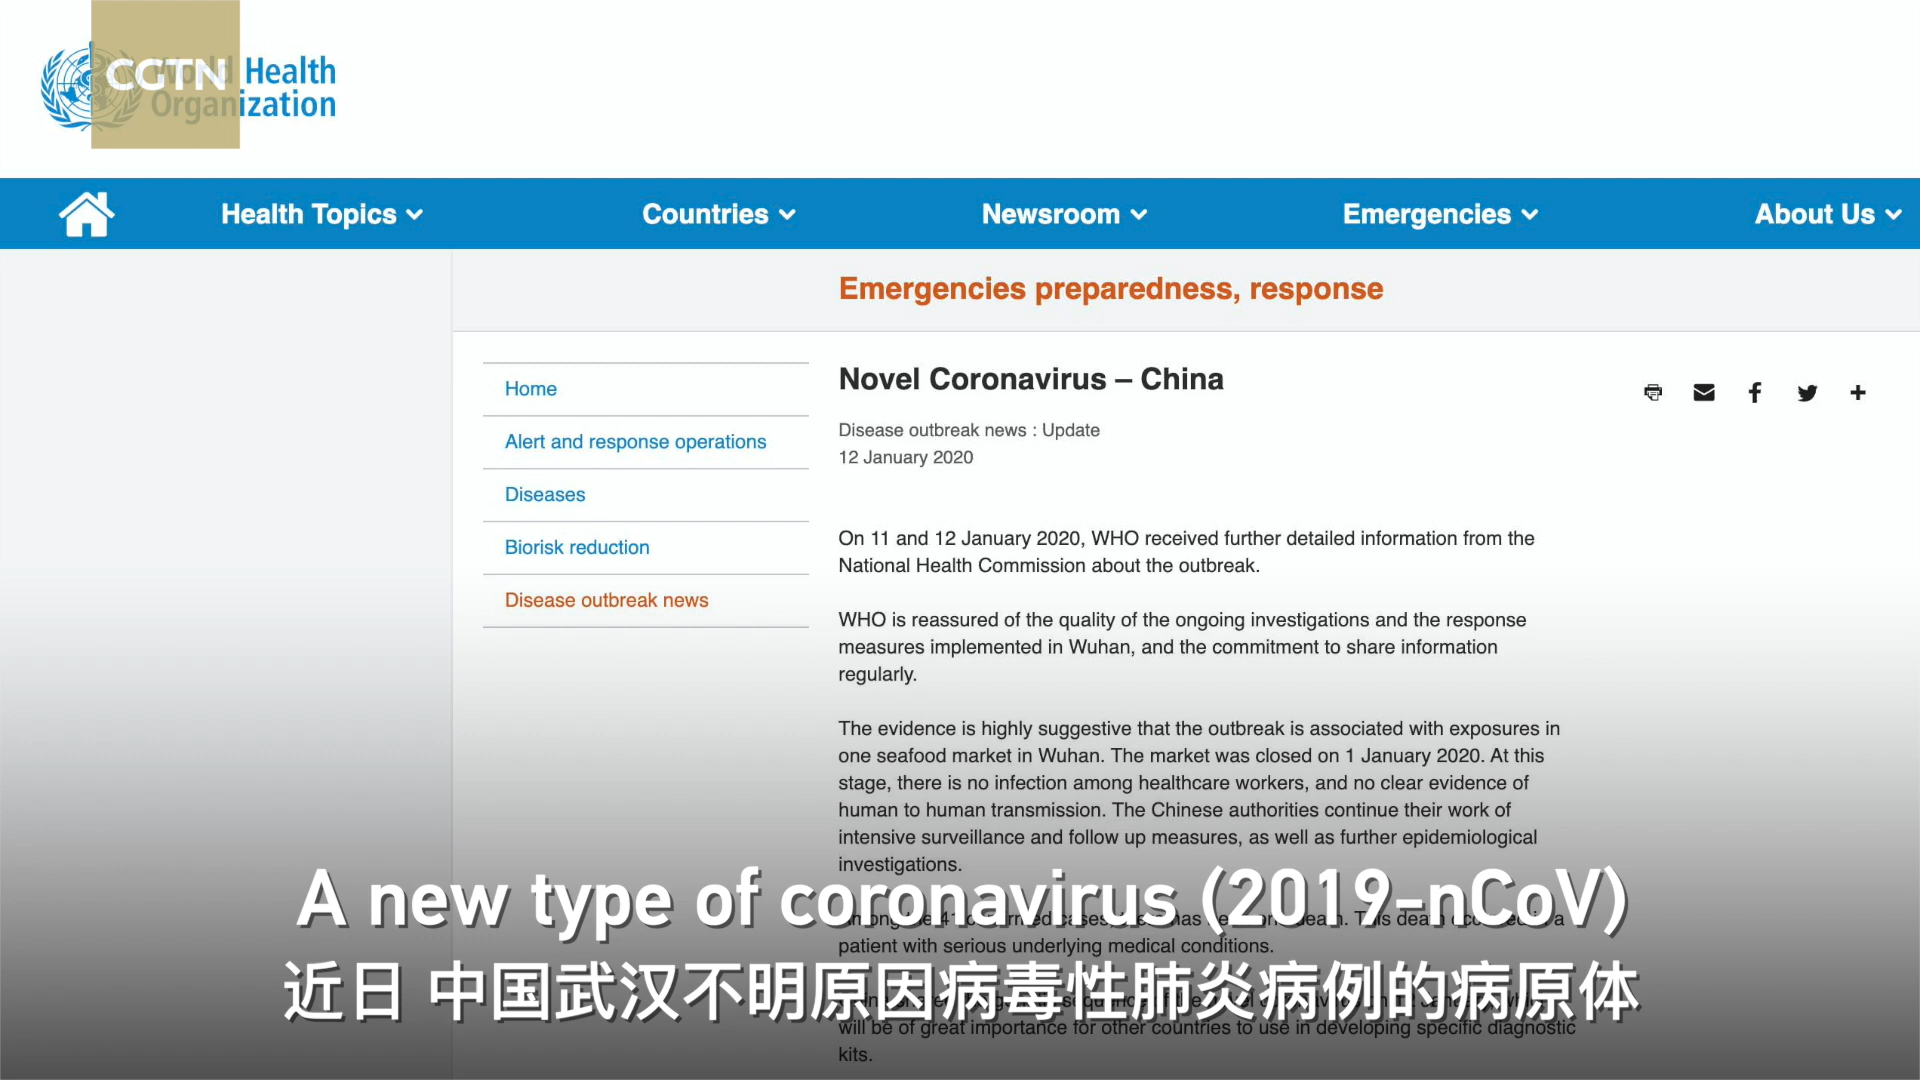 CGTN
World Health
Organization
Health Topics
Countries
Newsroom
Emergencies
About Us
Emergencies preparedness, response
Home
Alert and response operations
Diseases
Biorisk reduction
Disease outbreak news
Novel Coronavirus – China
Disease outbreak news : Update
12 January 2020
On 11 and 12 January 2020, WHO received further detailed information from the
National Health Commission about the outbreak.
WHO is reassured of the quality of the ongoing investigations and the response
measures implemented in Wuhan, and the commitment to share information
regularly.
The evidence is highly suggestive that the outbreak is associated with exposures in
one seafood market in Wuhan. The market was closed on 1 January 2020. At this
stage, there is no infection among healthcare workers, and no clear evidence of
human to human transmission. The Chinese authorities continue their work of
intensive surveillance and follow up measures, as well as further epidemiological
investigations.
A new type of coronavirus (2019-nCoV)
patient with serious underlying medical conditions.
近日 中国武汉不明原因病毒性肺炎病例的病原体
will be of great importance for other countries to use in developing specific diagnostic
kits.